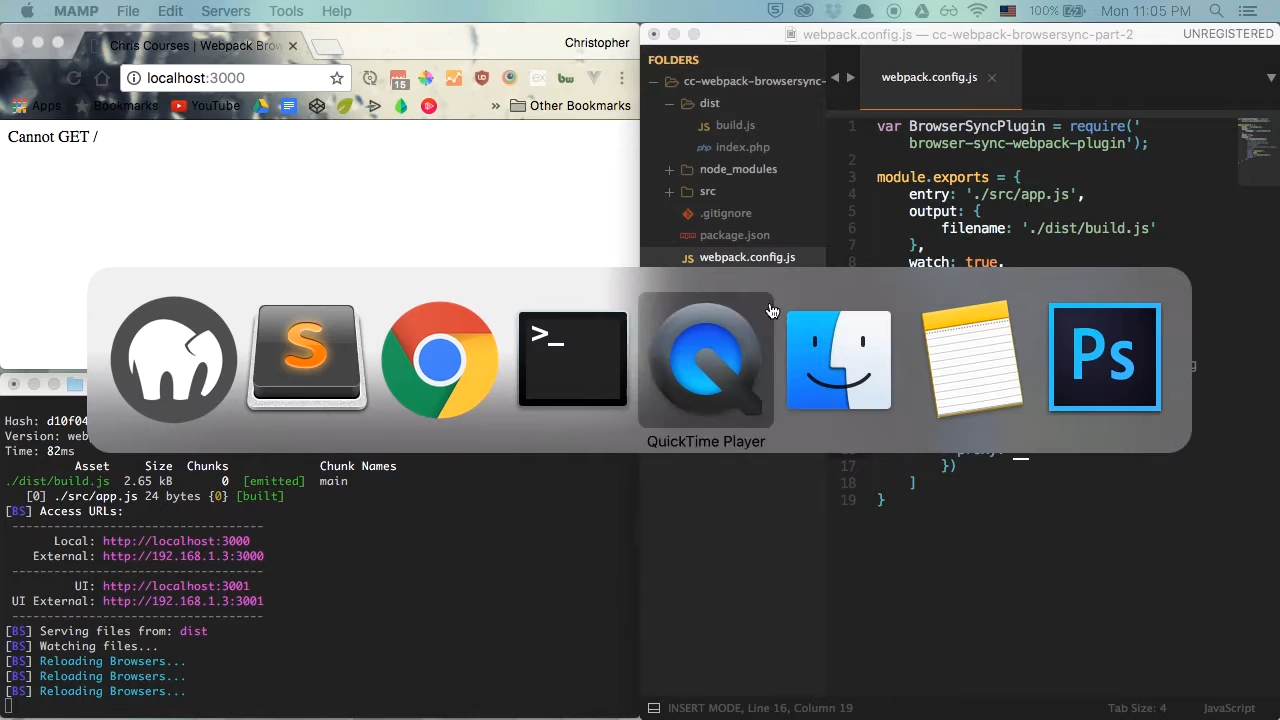 MAMP File Edit Servers Tools Help 100% Mon 11:05 PM
Chris Courses | Webpack Brow
Christopher
localhost:3000
15
Apps Bookmarks YouTube » Other Bookmarks
Cannot GET /
webpack.config.js — cc-webpack-browsersync-part-2 UNREGISTERED
FOLDERS
cc-webpack-browsersync-
dist
build.js
index.php
node_modules
src
.gitignore
package.json
webpack.config.js
webpack.config.js
1 var BrowserSyncPlugin = require('
browser-sync-webpack-plugin');
2
3 module.exports = {
4 entry: './src/app.js',
5 output: {
6 filename: './dist/build.js'
7 },
8 watch: true,
17 })
18 ]
19 }
S
>_
Ps
QuickTime Player
Hash: d10f04
Version: web
Time: 82ms
Asset Size Chunks Chunk Names
./dist/build.js 2.65 kB 0 [emitted] main
[0] ./src/app.js 24 bytes {0} [built]
[BS] Access URLs:
--------------------------------------
Local: http://localhost:3000
External: http://192.168.1.3:3000
--------------------------------------
UI: http://localhost:3001
UI External: http://192.168.1.3:3001
--------------------------------------
[BS] Serving files from: dist
[BS] Watching files...
[BS] Reloading Browsers...
[BS] Reloading Browsers...
[BS] Reloading Browsers...
INSERT MODE, Line 16, Column 19 Tab Size: 4 JavaScript